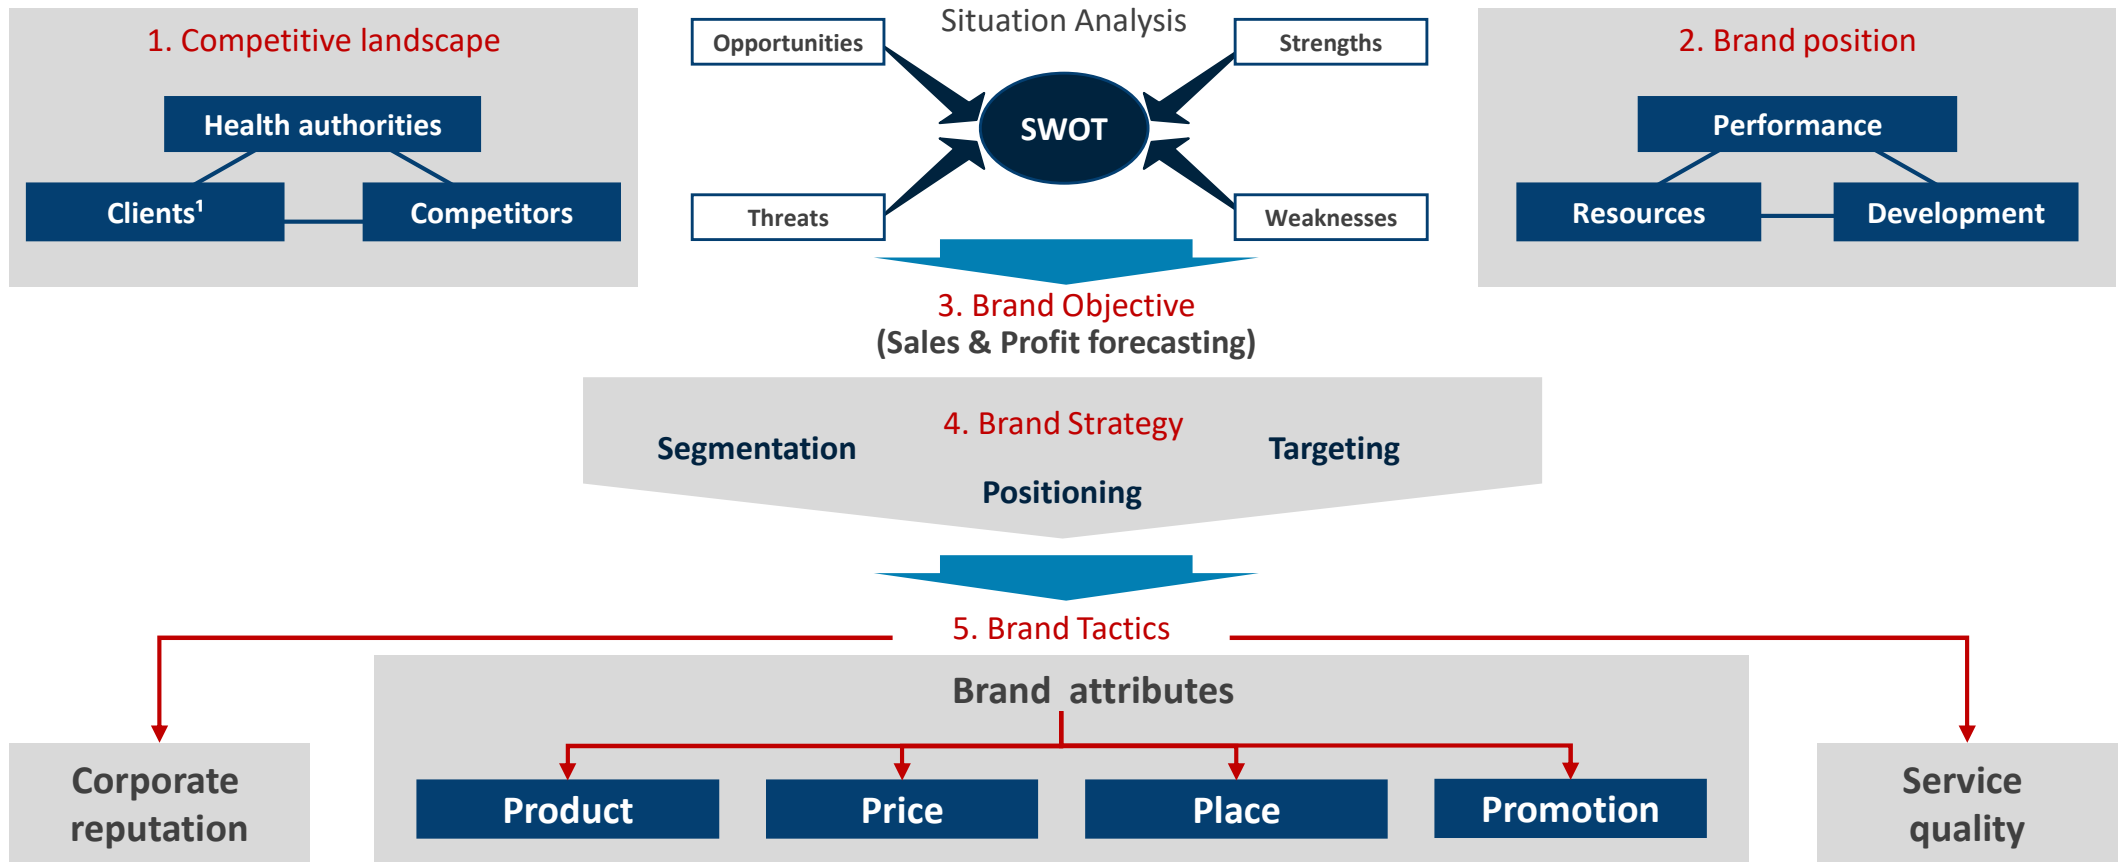 1. Competitive landscape
Health authorities
Clients¹
Competitors
Situation Analysis
Opportunities
Strengths
SWOT
Threats
Weaknesses
2. Brand position
Performance
Resources
Development
3. Brand Objective
(Sales & Profit forecasting)
4. Brand Strategy
Segmentation
Targeting
Positioning
5. Brand Tactics
Brand attributes
Corporate
reputation
Product
Price
Place
Promotion
Service
quality